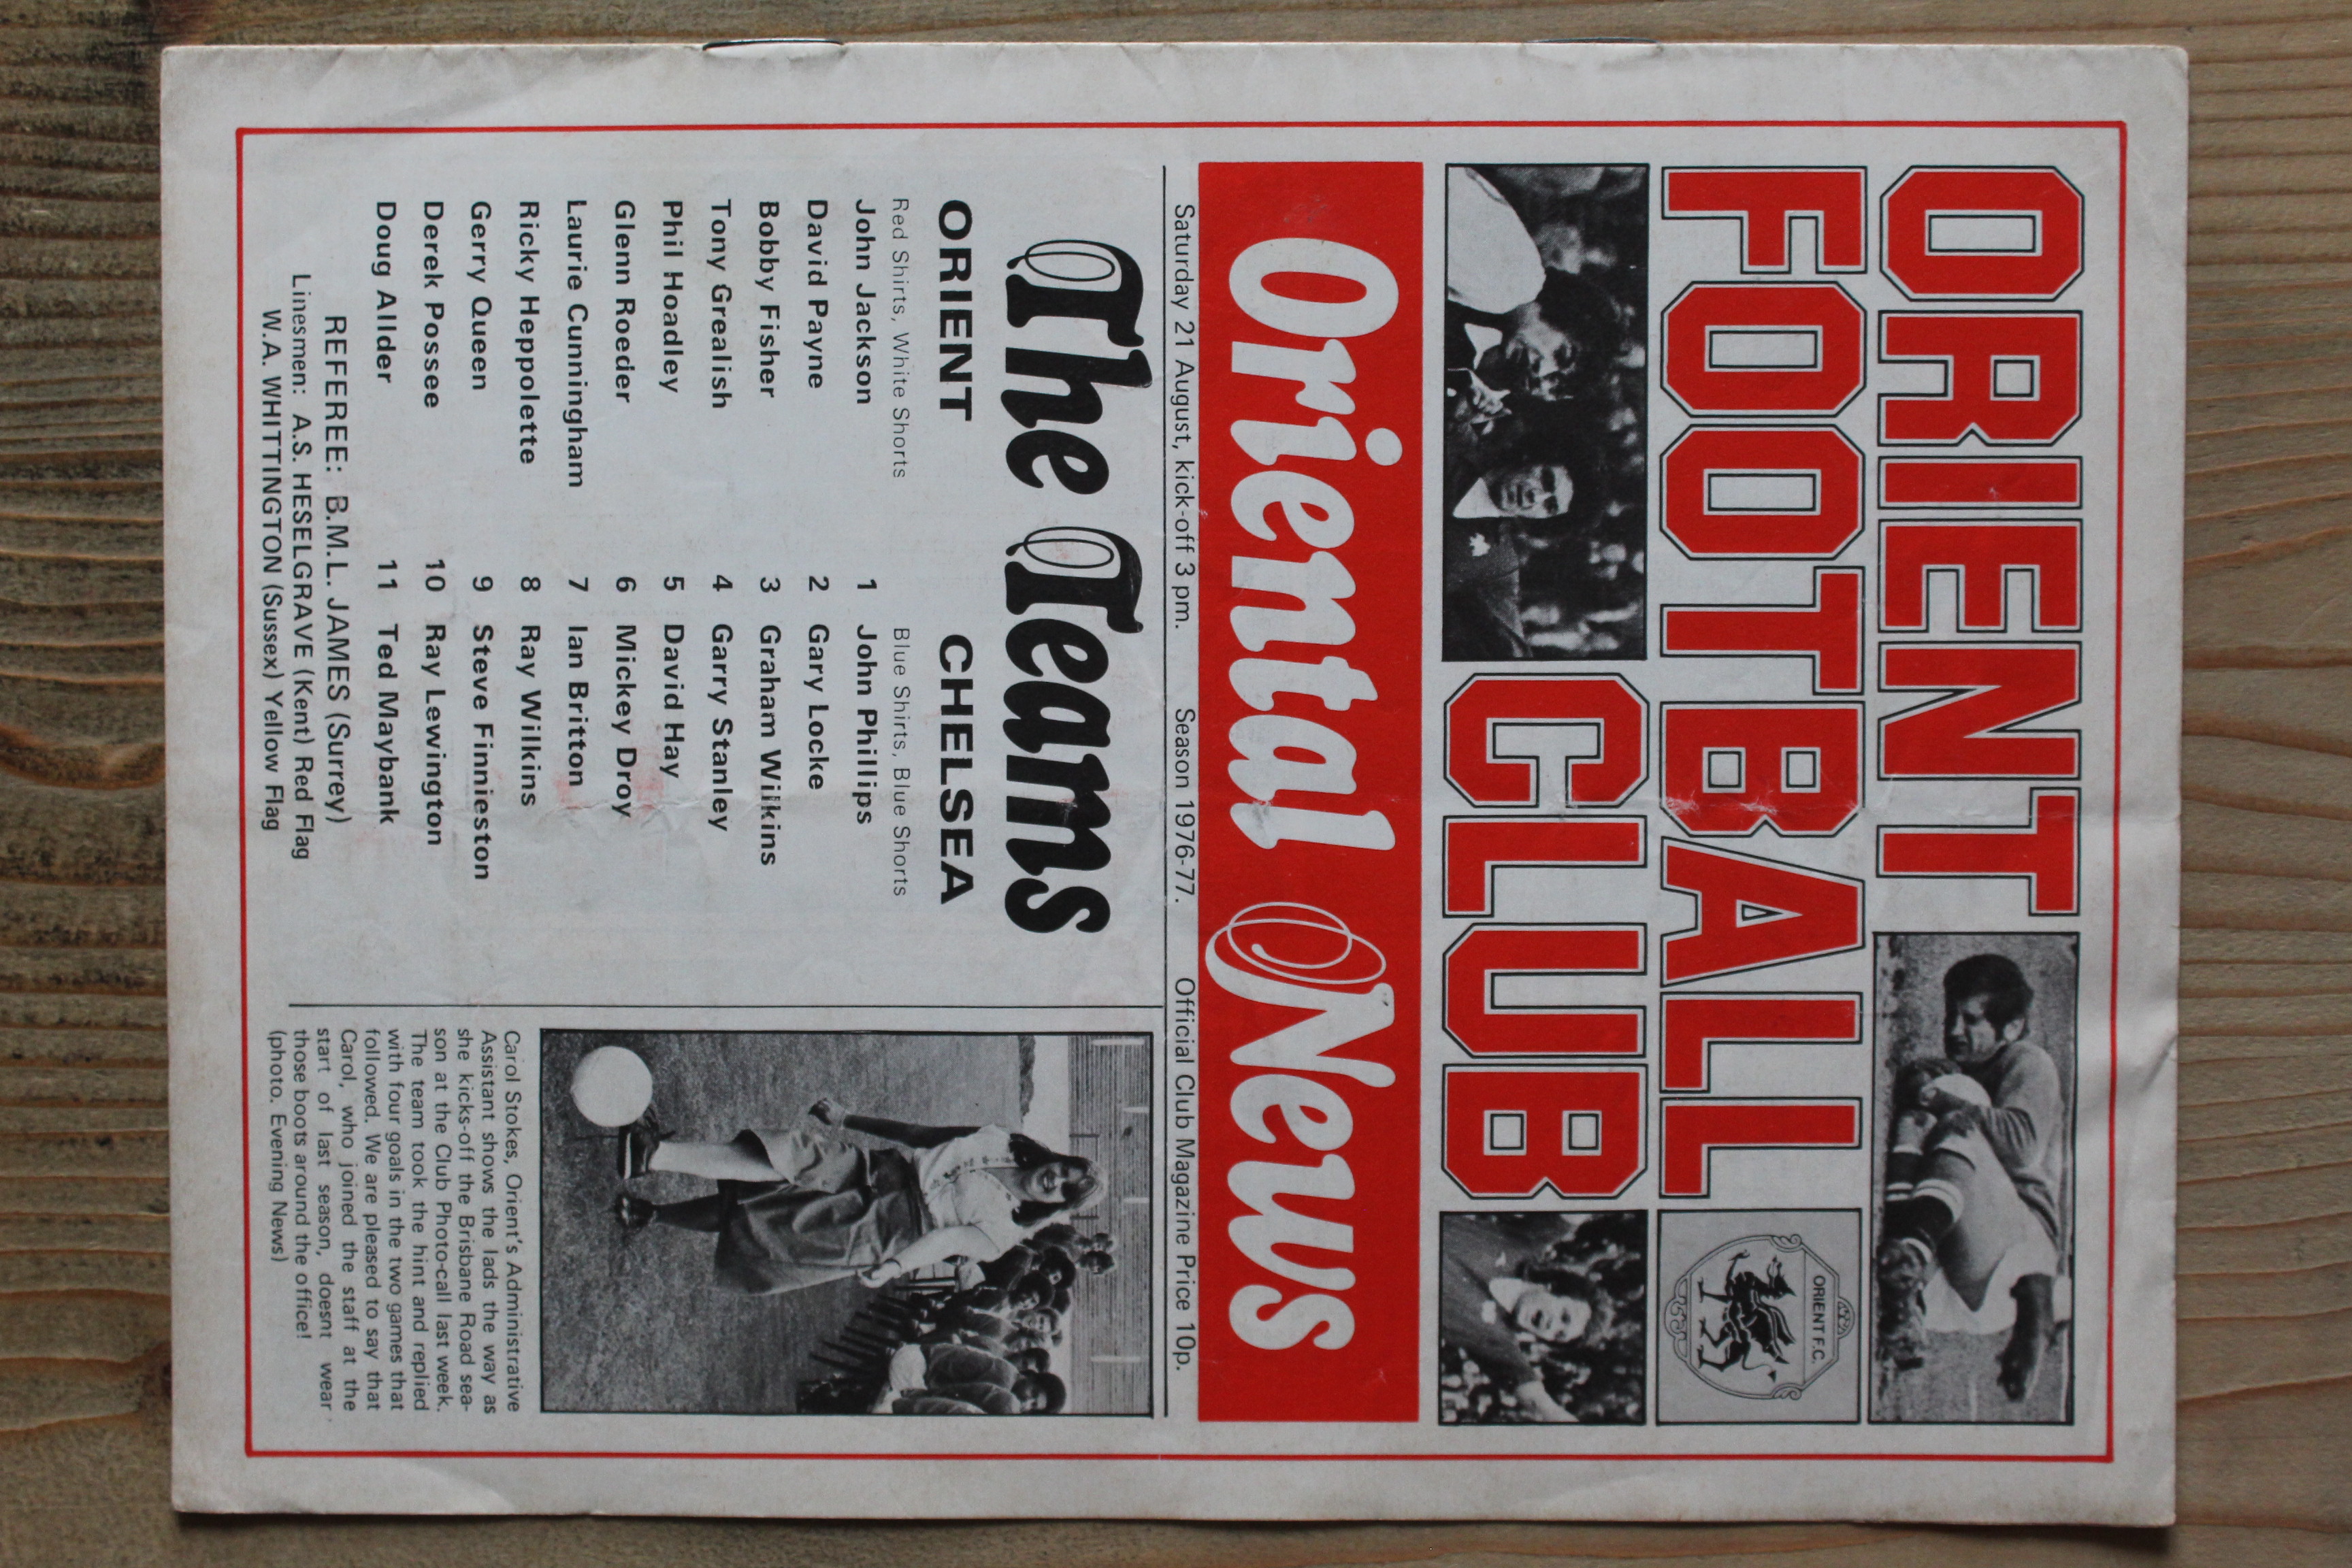 ORIENT
FOOTBALL
CLUB
ORIENT F.C.
Oriental News
Saturday 21 August, kick-off 3 pm. Season 1976-77. Official Club Magazine Price 10p.
The Teams
ORIENT CHELSEA
Red Shirts, White Shorts Blue Shirts, Blue Shorts
John Jackson 1 John Phillips
David Payne 2 Gary Locke
Bobby Fisher 3 Graham Wilkins
Tony Grealish 4 Garry Stanley
Phil Hoadley 5 David Hay
Glenn Roeder 6 Mickey Droy
Laurie Cunningham 7 Ian Britton
Ricky Heppolette 8 Ray Wilkins
Gerry Queen 9 Steve Finnieston
Derek Possee 10 Ray Lewington
Doug Allder 11 Ted Maybank
REFEREE: B.M.L. JAMES (Surrey)
Linesmen: A.S. HESELGRAVE (Kent) Red Flag
W.A. WHITTINGTON (Sussex) Yellow Flag
Carol Stokes, Orient's Administrative
Assistant shows the lads the way as
she kicks-off the Brisbane Road sea-
son at the Club Photo-call last week.
The team took the hint and replied
with four goals in the two games that
followed. We are pleased to say that
Carol, who joined the staff at the
start of last season, doesnt wear
those boots around the office!
(photo. Evening News)